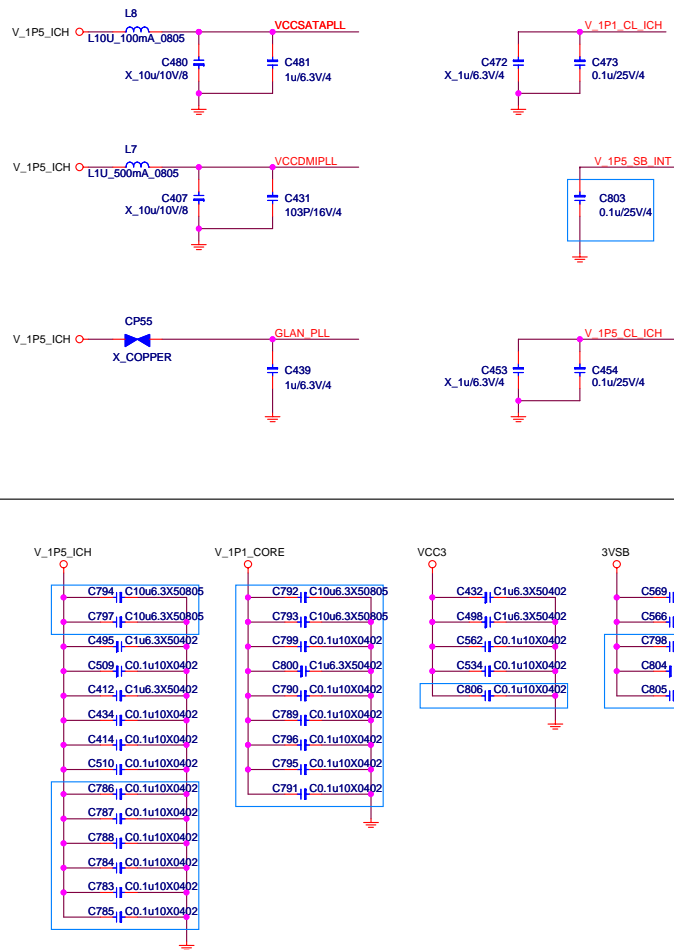 L8
V_1P5_ICH
VCCSATAPLL
L10U_100mA_0805
C480
X_10u/10V/8
C481
1u/6.3V/4
V_1P1_CL_ICH
C472
X_1u/6.3V/4
C473
0.1u/25V/4
L7
V_1P5_ICH
VCCDMIPLL
L1U_500mA_0805
C407
X_10u/10V/8
C431
103P/16V/4
V_1P5_SB_INT
C803
0.1u/25V/4
CP55
V_1P5_ICH
GLAN_PLL
X_COPPER
C439
1u/6.3V/4
V_1P5_CL_ICH
C453
X_1u/6.3V/4
C454
0.1u/25V/4
V_1P5_ICH
C794 C10u6.3X50805
C797 C10u6.3X50805
C495 C1u6.3X50402
C509 C0.1u10X0402
C412 C1u6.3X50402
C434 C0.1u10X0402
C414 C0.1u10X0402
C510 C0.1u10X0402
C786 C0.1u10X0402
C787 C0.1u10X0402
C788 C0.1u10X0402
C784 C0.1u10X0402
C783 C0.1u10X0402
C785 C0.1u10X0402
V_1P1_CORE
C792 C10u6.3X50805
C793 C10u6.3X50805
C799 C0.1u10X0402
C800 C1u6.3X50402
C790 C0.1u10X0402
C789 C0.1u10X0402
C796 C0.1u10X0402
C795 C0.1u10X0402
C791 C0.1u10X0402
VCC3
C432 C1u6.3X50402
C498 C1u6.3X50402
C562 C0.1u10X0402
C534 C0.1u10X0402
C806 C0.1u10X0402
3VSB
C569
C566
C798
C804
C805